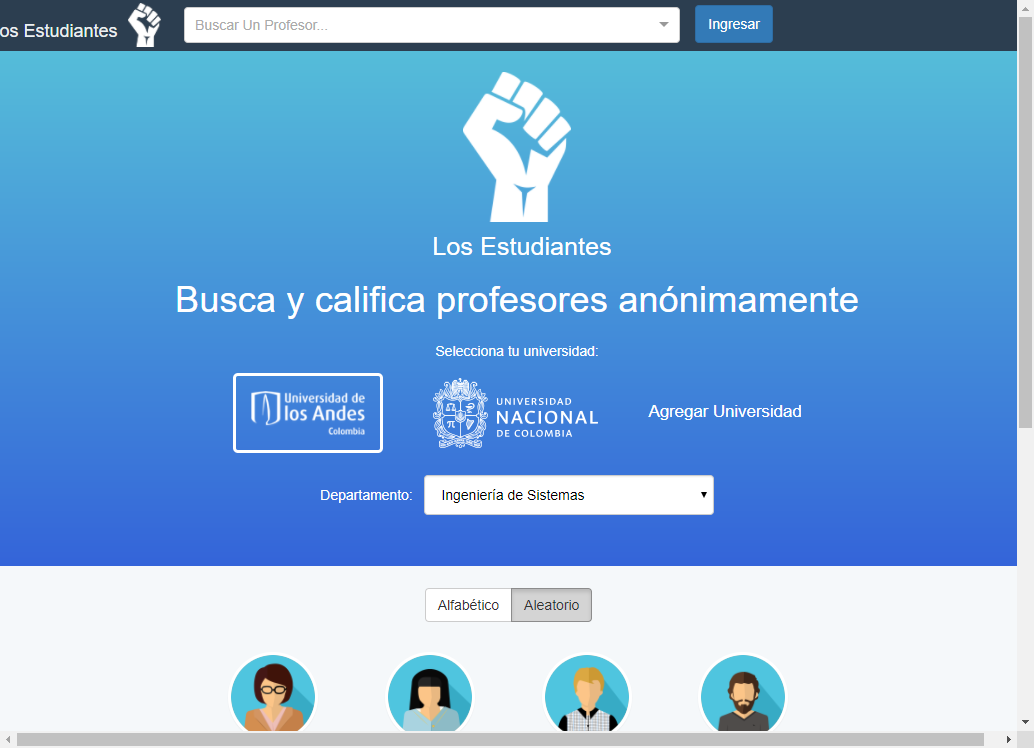 os Estudiantes
Buscar Un Profesor...
Ingresar
Los Estudiantes
Busca y califica profesores anónimamente
Selecciona tu universidad:
Universidad de
los Andes
Colombia
UNIVERSIDAD
NACIONAL
DE COLOMBIA
Agregar Universidad
Departamento:
Ingeniería de Sistemas
Alfabético
Aleatorio